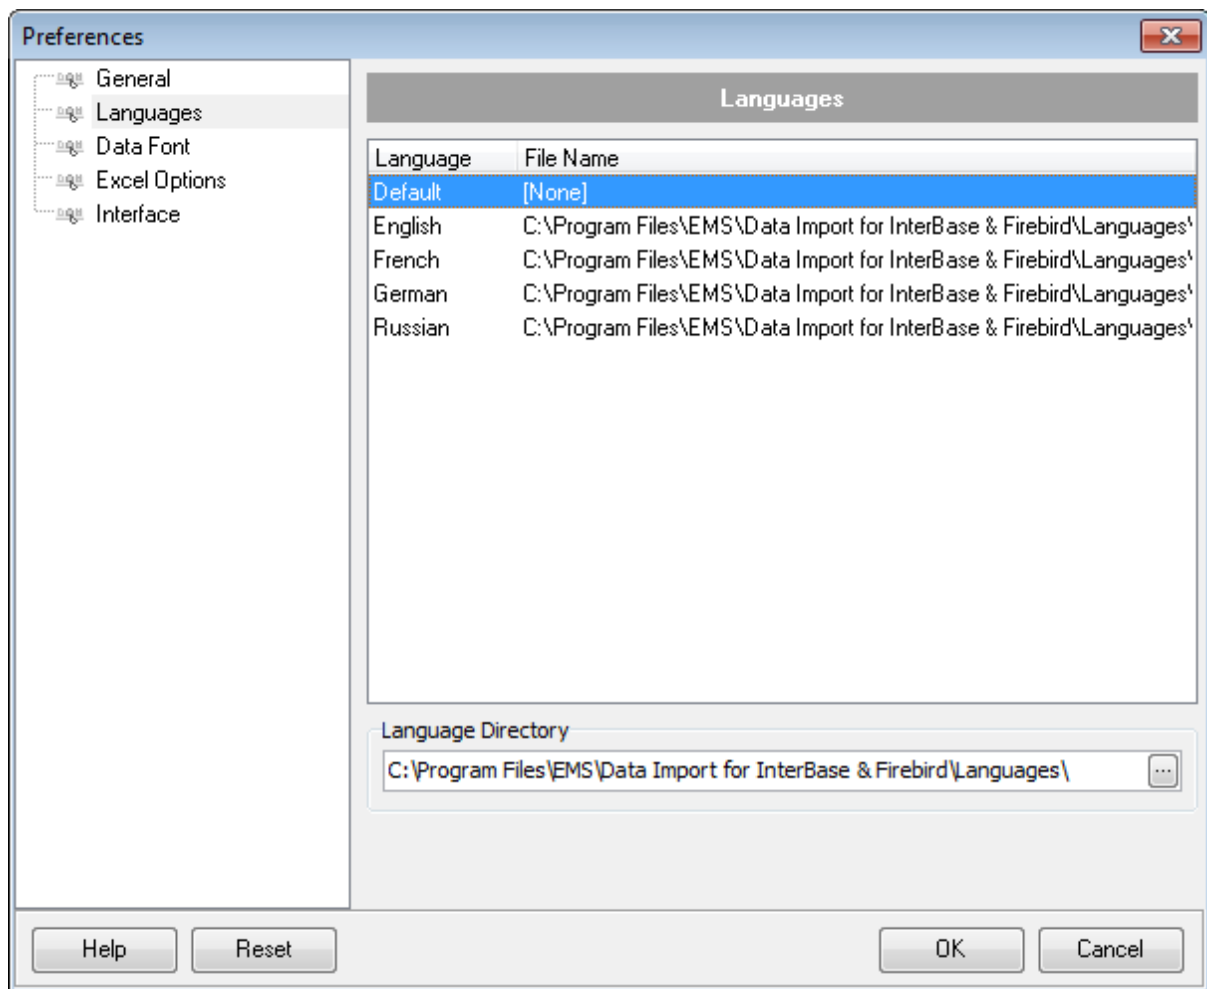 Preferences
General
Languages
Data Font
Excel Options
Interface
Languages
Language File Name
Default [None]
English C:\Program Files\EMS\Data Import for InterBase & Firebird\Languages\
French C:\Program Files\EMS\Data Import for InterBase & Firebird\Languages\
German C:\Program Files\EMS\Data Import for InterBase & Firebird\Languages\
Russian C:\Program Files\EMS\Data Import for InterBase & Firebird\Languages\
Language Directory
C:\Program Files\EMS\Data Import for InterBase & Firebird\Languages\
...
Help Reset OK Cancel